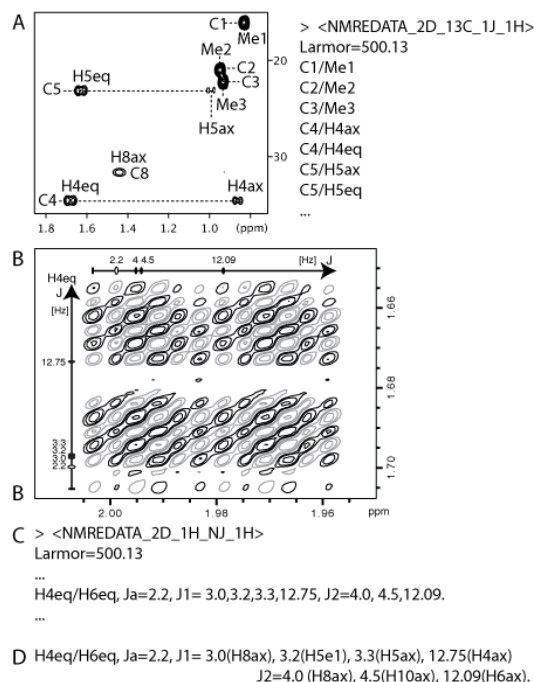 A
C1
Me1
Me2
C2
C3
Me3
H5eq
C5
H5ax
H8ax
C8
H4eq
C4
H4ax
20
30
1.8 1.6 1.4 1.2 1.0 (ppm)
> <NMREDATA_2D_13C_1J_1H>
Larmor=500.13
C1/Me1
C2/Me2
C3/Me3
C4/H4ax
C4/H4eq
C5/H5ax
C5/H5eq
...
B
2.2 4 4.5 12.09 [Hz] J
H4eq
J
[Hz]
12.75
2.2
1.66
1.68
1.70
B
2.00 1.98 1.96 ppm
C > <NMREDATA_2D_1H_NJ_1H>
Larmor=500.13
...
H4eq/H6eq, Ja=2.2, J1= 3.0,3.2,3.3,12.75, J2=4.0, 4.5,12.09.
...
D H4eq/H6eq, Ja=2.2, J1= 3.0(H8ax), 3.2(H5e1), 3.3(H5ax), 12.75(H4ax)
J2=4.0 (H8ax), 4.5(H10ax), 12.09(H6ax).